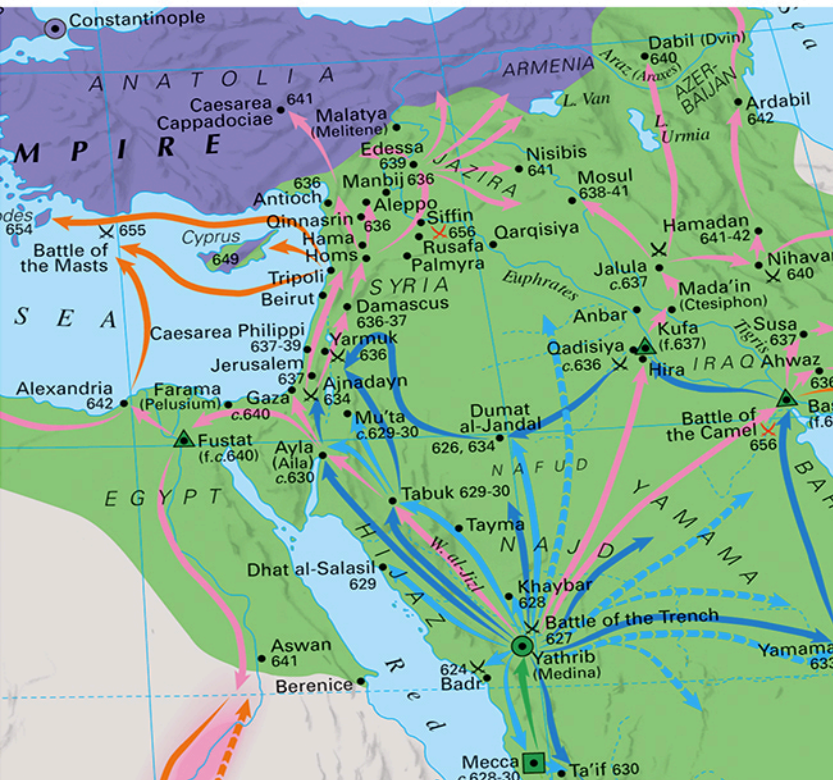 Constantinople
ANATOLIA
MPIRE
Caesarea 641
Cappadociae
Malatya
(Melitene)
ARMENIA
L. Van
Dabil (Dvin)
640
Araz (Araxes)
AZER-
BAIJAN
L.
Urmia
Ardabil
642
Edessa
639
JAZIRA
Nisibis
641
Mosul
638-41
636
Antioch
Manbij 636
Aleppo
Qinnasrin
636
Siffin
656
Rusafa
Qarqisiya
Palmyra
Hamadan
641-42
Nihavan
640
Jalula
c.637
Mada'in
(Ctesiphon)
odes
654
655
Battle of
the Masts
Cyprus
649
Hama
Homs
Tripoli
Beirut
SYRIA
Euphrates
Anbar
Kufa
(f.637)
Tigris
Susa
637
SEA
Damascus
636-37
Caesarea Philippi
637-39
Yarmuk
636
Jerusalem
637
Ajnadayn
634
Qadisiya
c.636
Hira
IRAQ
Ahwaz
636
Alexandria
642
Farama
(Pelusium)
Gaza
c.640
Mu'ta
c.629-30
Dumat
al-Jandal
626, 634
Battle of
the Camel
656
Bas
(f.6
Fustat
(f.c.640)
Ayla
(Aila)
c.630
NAFUD
BAH
EGYPT
Tabuk 629-30
YAMAMA
Tayma
NAJD
W. al-Jizl
HIJAZ
Dhat al-Salasil
629
Khaybar
628
Battle of the Trench
627
Yathrib
(Medina)
Yamama
633
Aswan
641
Berenice
Red
624
Badr
Mecca
c.628-30
Ta'if 630